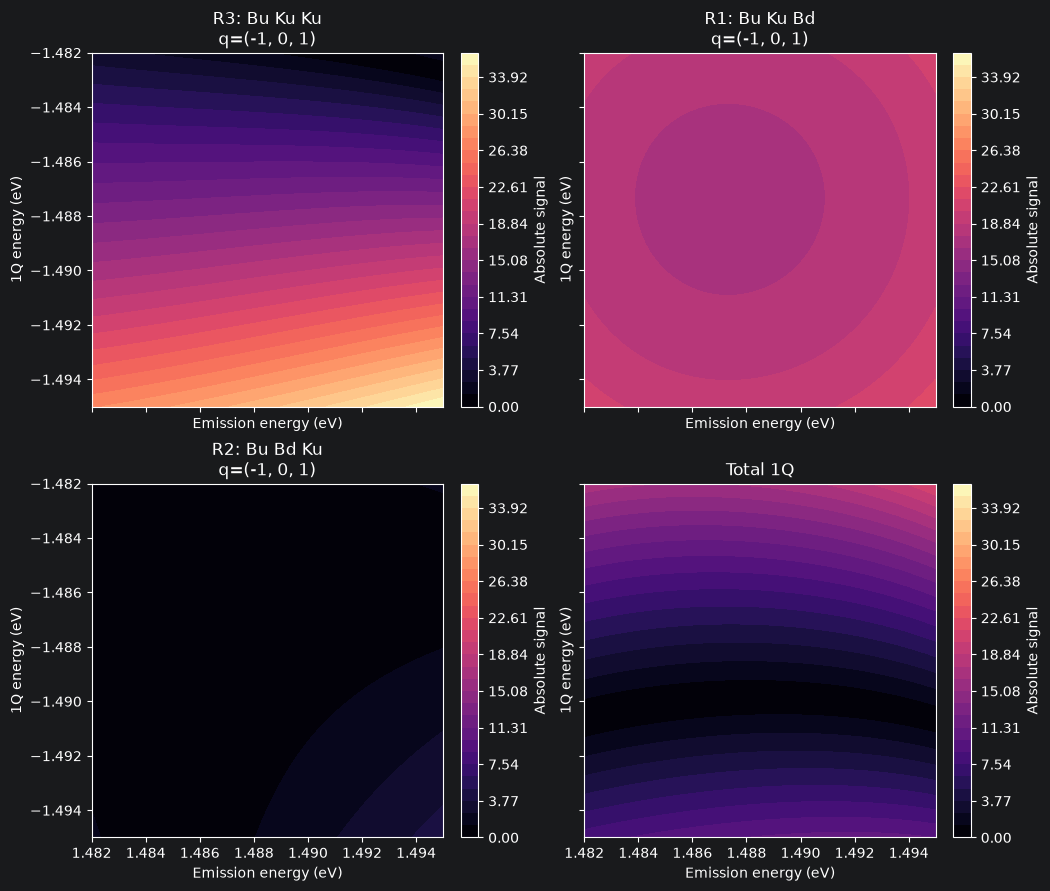 R3: Bu Ku Ku
q=(-1, 0, 1)
−1.482
−1.484
−1.486
−1.488
−1.490
−1.492
−1.494
1Q energy (eV)
Emission energy (eV)
33.92
30.15
26.38
22.61
18.84
15.08
11.31
7.54
3.77
0.00
Absolute signal
R1: Bu Ku Bd
q=(-1, 0, 1)
1Q energy (eV)
Emission energy (eV)
33.92
30.15
26.38
22.61
18.84
15.08
11.31
7.54
3.77
0.00
Absolute signal
R2: Bu Bd Ku
q=(-1, 0, 1)
−1.482
−1.484
−1.486
−1.488
−1.490
−1.492
−1.494
1Q energy (eV)
1.482 1.484 1.486 1.488 1.490 1.492 1.494
Emission energy (eV)
33.92
30.15
26.38
22.61
18.84
15.08
11.31
7.54
3.77
0.00
Absolute signal
Total 1Q
1Q energy (eV)
1.482 1.484 1.486 1.488 1.490 1.492 1.494
Emission energy (eV)
33.92
30.15
26.38
22.61
18.84
15.08
11.31
7.54
3.77
0.00
Absolute signal